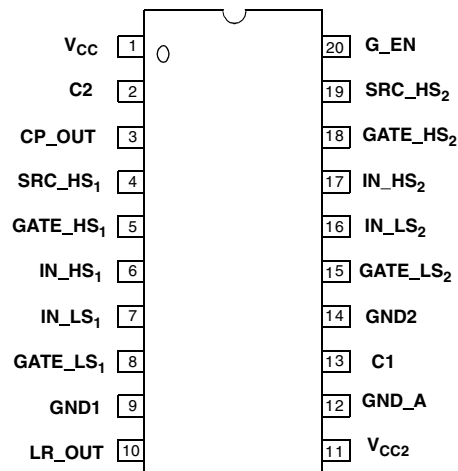 V_CC 1 20 G_EN
C2 2 19 SRC_HS₂
CP_OUT 3 18 GATE_HS₂
SRC_HS₁ 4 17 IN_HS₂
GATE_HS₁ 5 16 IN_LS₂
IN_HS₁ 6 15 GATE_LS₂
IN_LS₁ 7 14 GND2
GATE_LS₁ 8 13 C1
GND1 9 12 GND_A
LR_OUT 10 11 V_CC2